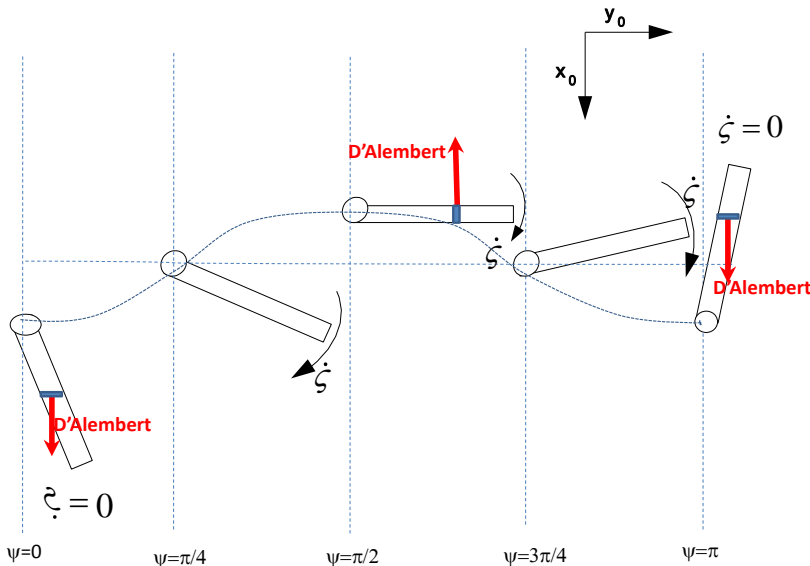 y₀
x₀
ζ̇ = 0
D'Alembert
ζ̇
ζ̇
D'Alembert
ζ̇
D'Alembert
ζ̣ = 0
ψ=0
ψ=π/4
ψ=π/2
ψ=3π/4
ψ=π